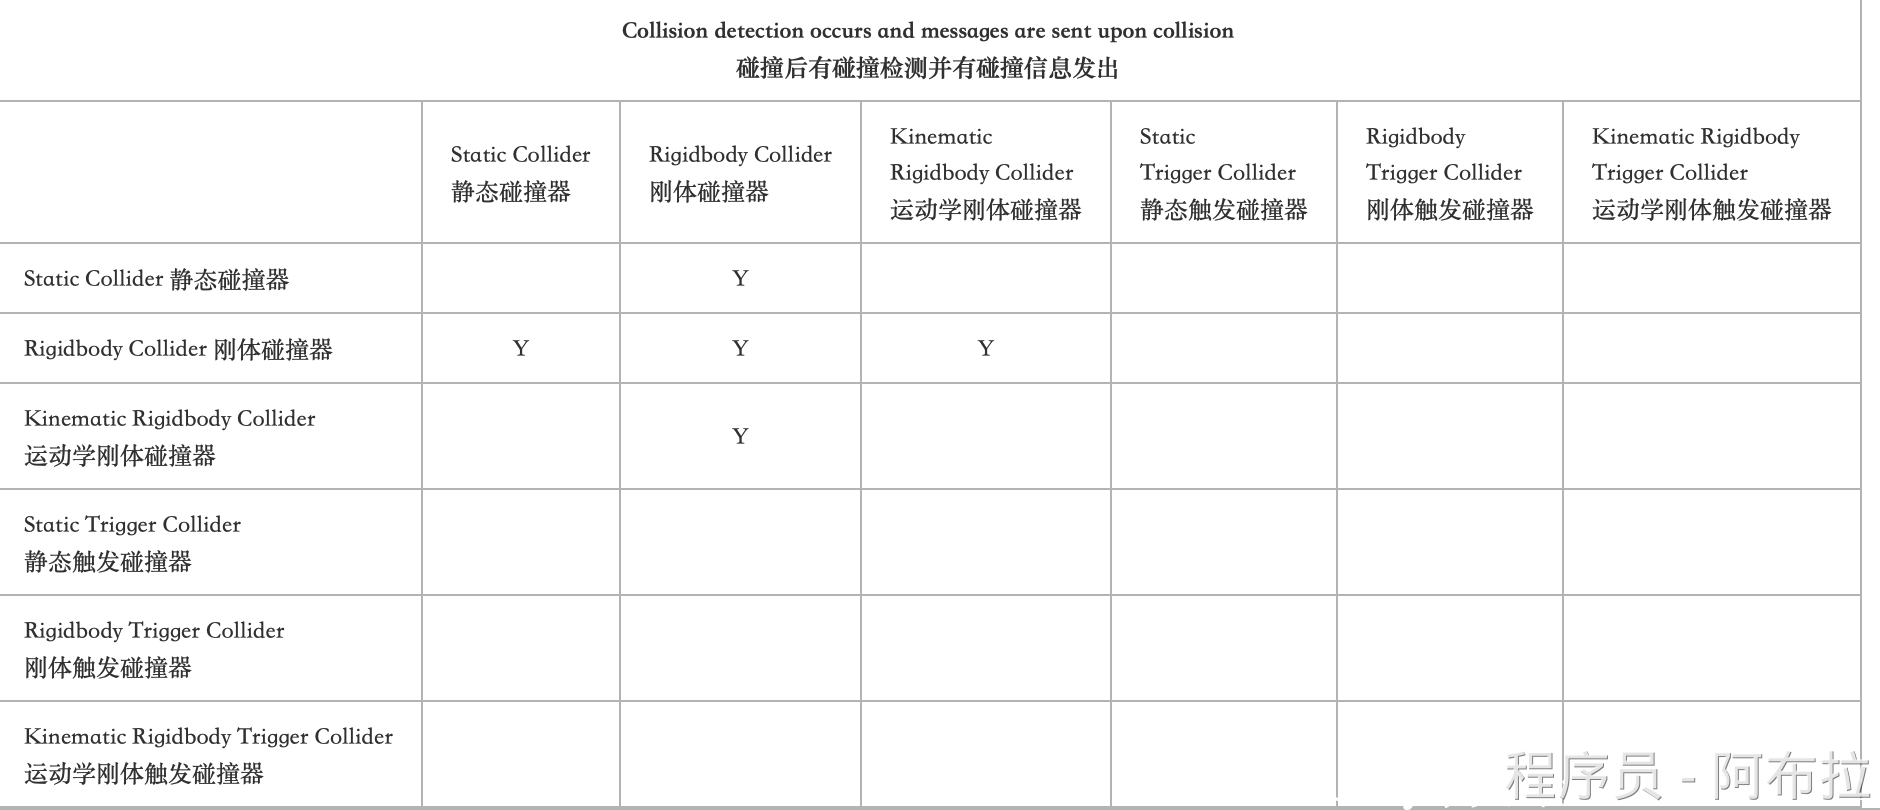 Collision detection occurs and messages are sent upon collision
碰撞后有碰撞检测并有碰撞信息发出
Static Collider
静态碰撞器
Rigidbody Collider
刚体碰撞器
Kinematic
Rigidbody Collider
运动学刚体碰撞器
Static
Trigger Collider
静态触发碰撞器
Rigidbody
Trigger Collider
刚体触发碰撞器
Kinematic Rigidbody
Trigger Collider
运动学刚体触发碰撞器
Static Collider 静态碰撞器
Y
Rigidbody Collider 刚体碰撞器
Y Y Y
Kinematic Rigidbody Collider
运动学刚体碰撞器
Y
Static Trigger Collider
静态触发碰撞器
Rigidbody Trigger Collider
刚体触发碰撞器
Kinematic Rigidbody Trigger Collider
运动学刚体触发碰撞器
程序员 - 阿布拉